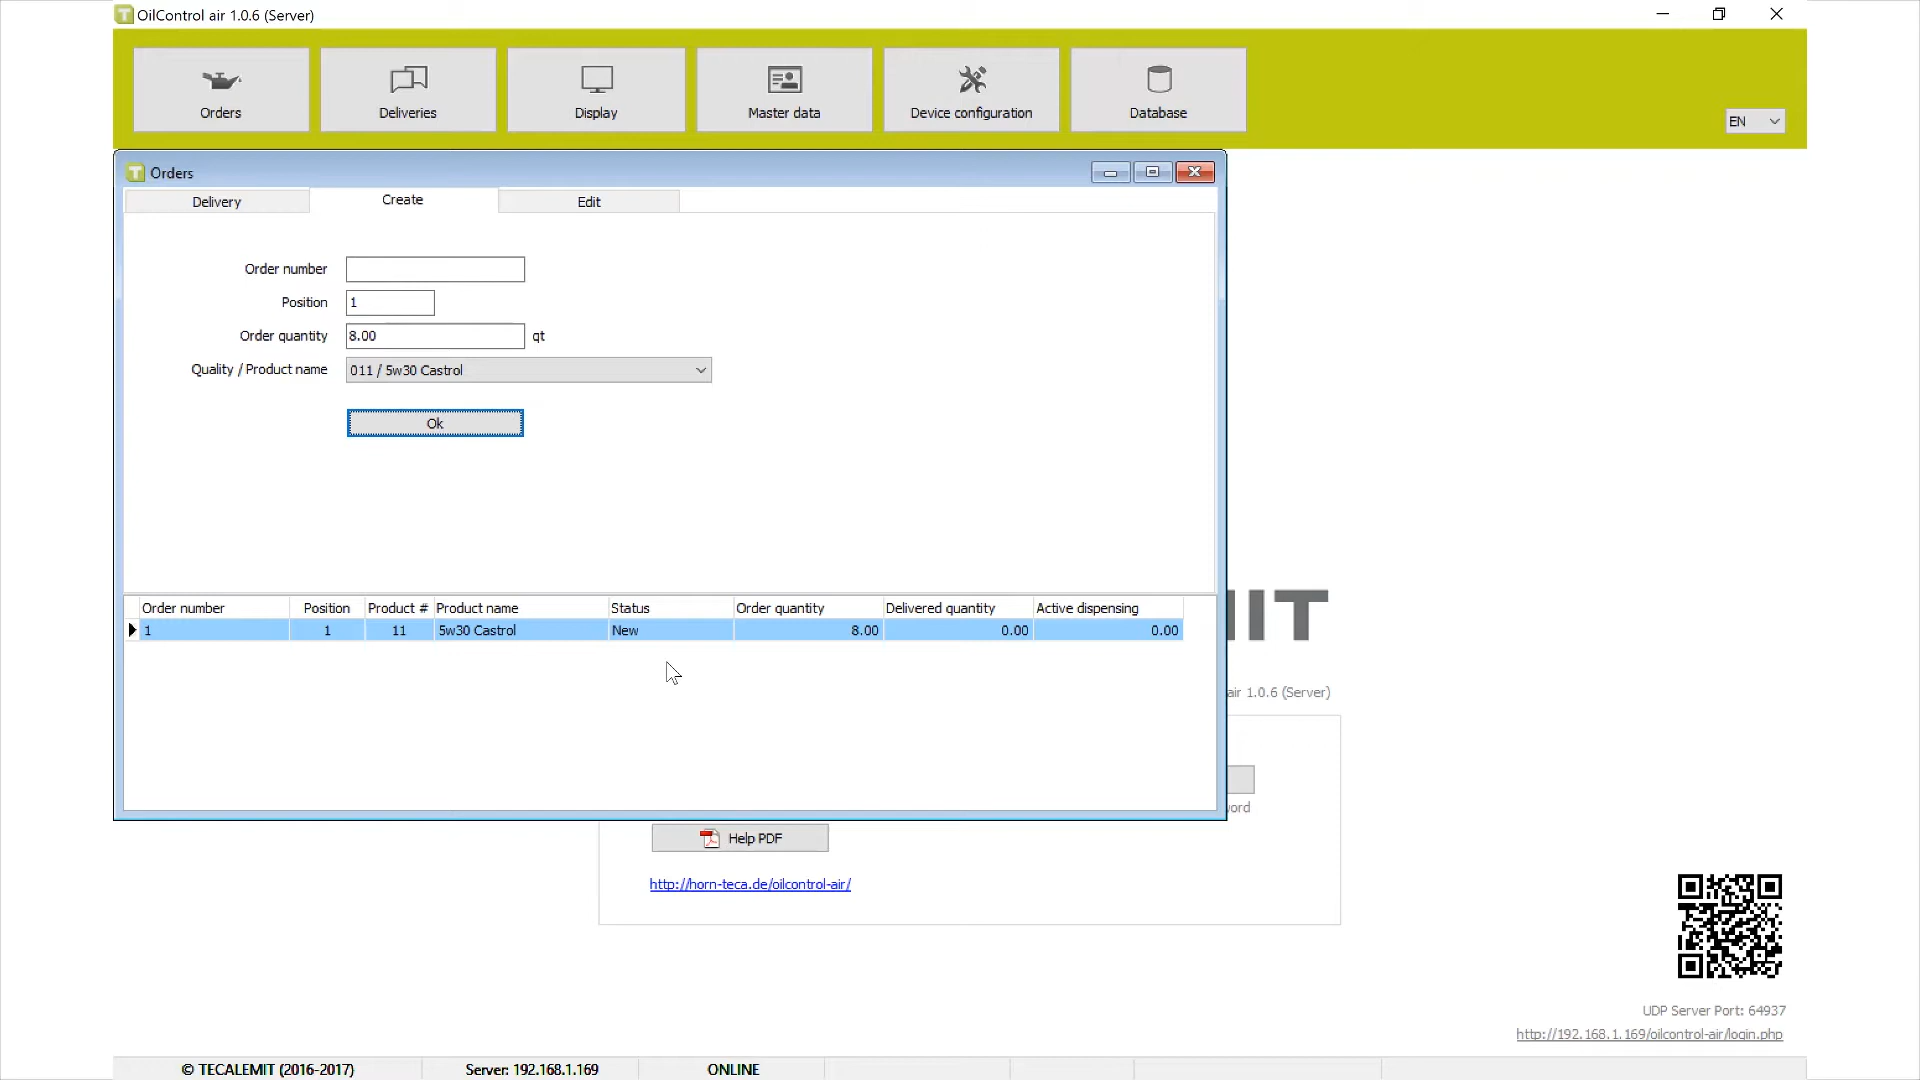 OilControl air 1.0.6 (Server)
Orders
Deliveries
Display
Master data
Device configuration
Database
EN
Orders
Delivery
Create
Edit
Order number
Position
1
Order quantity
8.00
qt
Quality / Product name
011 / 5w30 Castrol
Ok
Order number Position Product # Product name Status Order quantity Delivered quantity Active dispensing
1 1 11 5w30 Castrol New 8.00 0.00 0.00
IT
air 1.0.6 (Server)
Help PDF
http://horn-teca.de/oilcontrol-air/
UDP Server Port: 64937
http://192.168.1.169/oilcontrol-air/login.php
© TECALEMIT (2016-2017) Server: 192.168.1.169 ONLINE